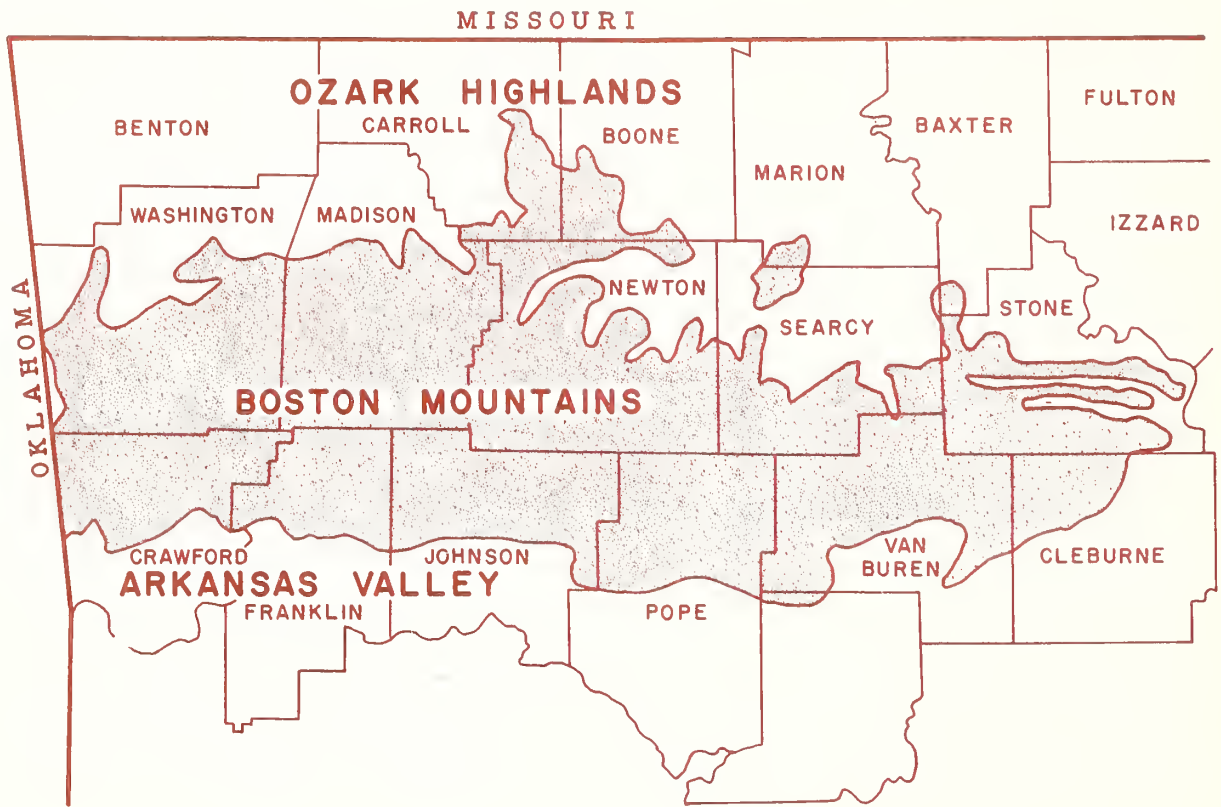 MISSOURI
OZARK HIGHLANDS
BENTON
CARROLL
BOONE
BAXTER
FULTON
MARION
WASHINGTON
MADISON
IZZARD
OKLAHOMA
NEWTON
SEARCY
STONE
BOSTON MOUNTAINS
CRAWFORD
JOHNSON
VAN
BUREN
CLEBURNE
ARKANSAS VALLEY
FRANKLIN
POPE